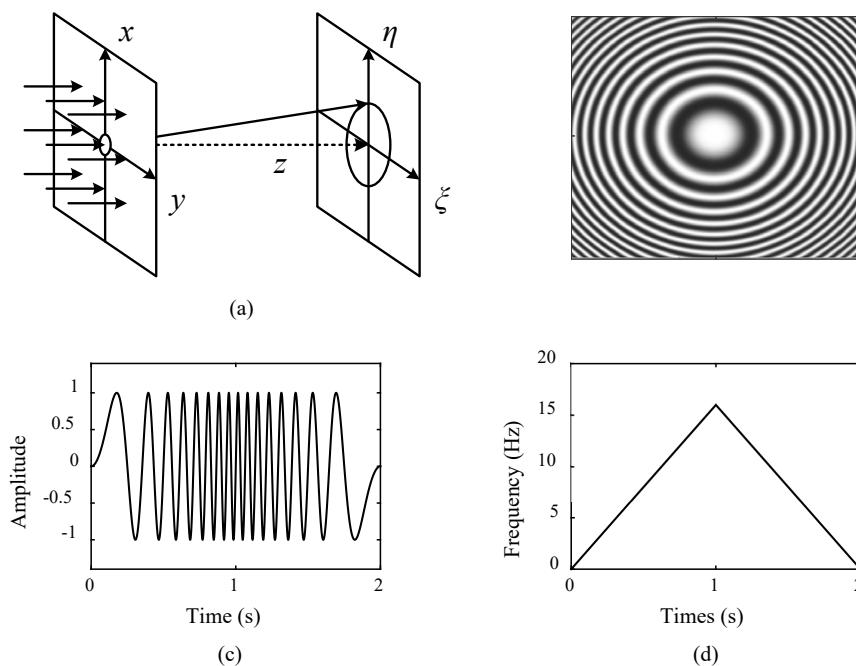 x
η
z
y
ξ
(a)
1
0.5
0
-0.5
-1
Amplitude
0
1
2
Time (s)
(c)
20
15
10
5
0
Frequency (Hz)
0
1
Times (s)
(d)